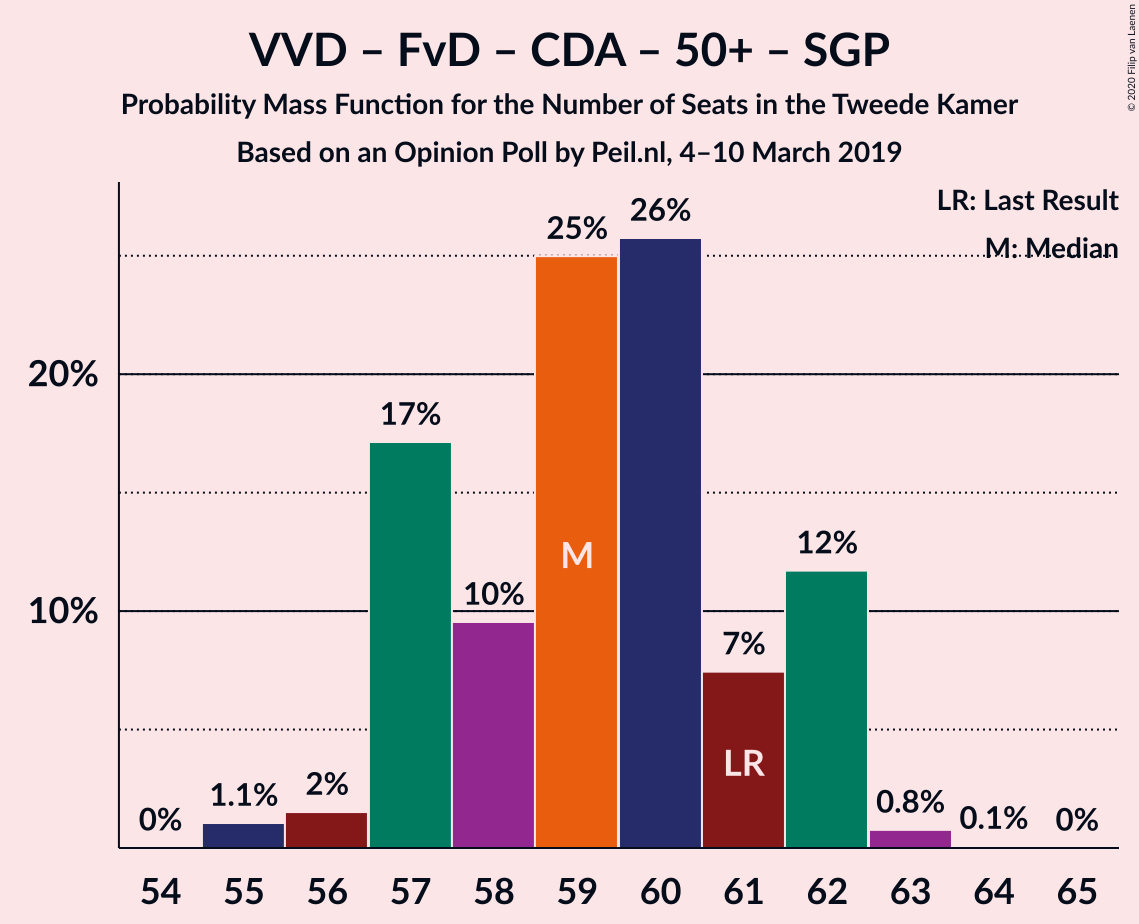 VVD – FvD – CDA – 50+ – SGP
Probability Mass Function for the Number of Seats in the Tweede Kamer
Based on an Opinion Poll by Peil.nl, 4–10 March 2019
© 2020 Filip van Laenen
LR: Last Result
M: Median
20%
10%
0%
1.1%
2%
17%
10%
25%
26%
7%
12%
0.8%
0.1%
0%
M
LR
54 55 56 57 58 59 60 61 62 63 64 65